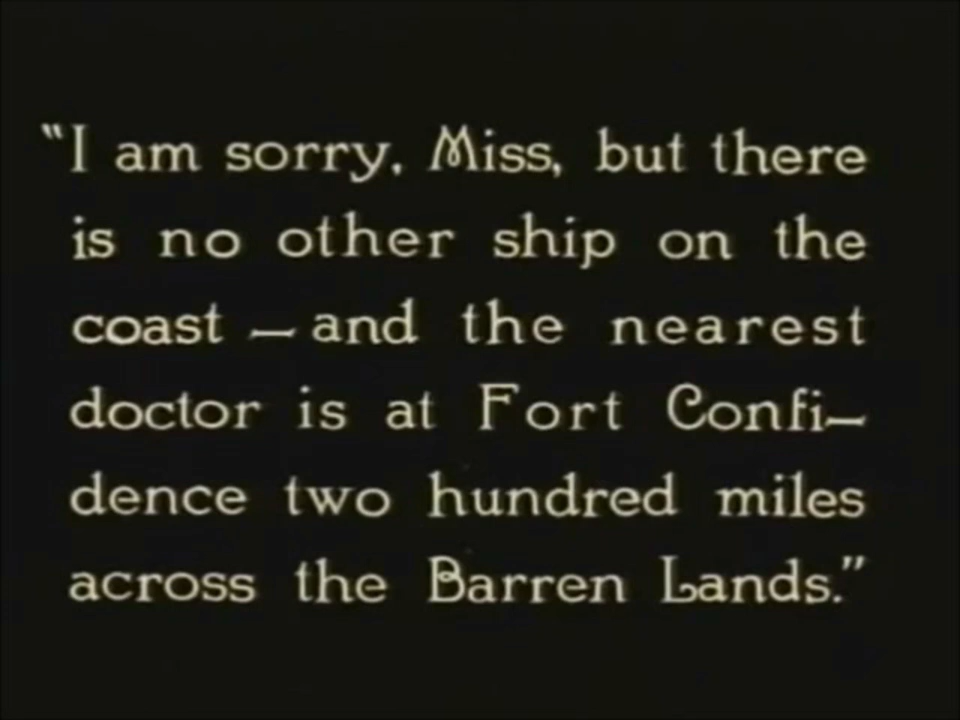 “I am sorry, Miss, but there
is no other ship on the
coast — and the nearest
doctor is at Fort Confi—
dence two hundred miles
across the Barren Lands.”